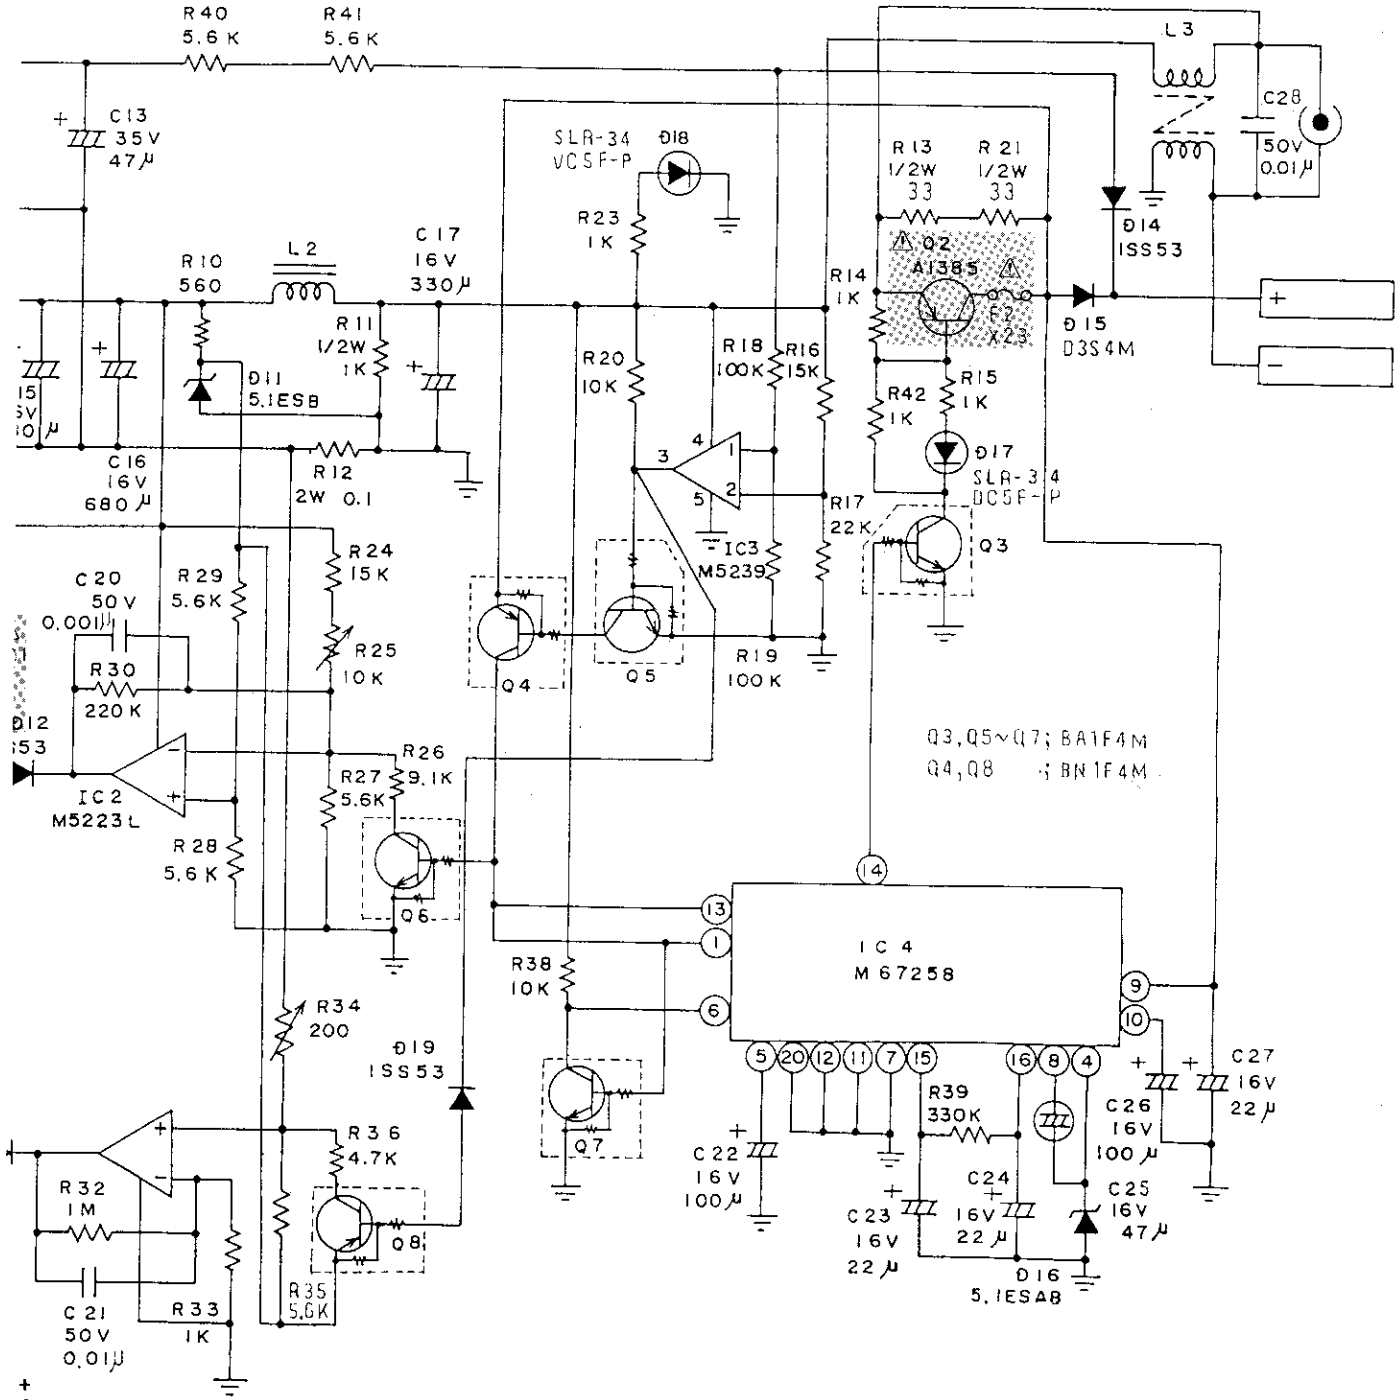 R40
5.6K
R41
5.6K
L3
C13
35V
47μ
+
SLR-34
VC5F-P
D18
R13
1/2W
33
R21
1/2W
33
C28
50V
0.01μ
R23
1K
D14
1SS53
C17
16V
330μ
L2
R10
560
⚠ Q2
A1385 ⚠
F2
X23
R14
1K
+
D15
D3S4M
R11
1/2W
1K
+
+
R20
10K
R18
100K
R16
15K
D11
5.1ESB
R42
1K
R15
1K
−
C16
16V
680μ
R12
2W 0.1
3
4
5
1
2
D17
SLR-34
DC5F-P
R17
22K
IC3
M5239
Q3
R24
15K
C20
50V
0.001μ
R29
5.6K
R25
10K
R30
220K
Q4
Q5
R19
100K
D12
−
+
IC2
M5223L
R26
9.1K
R27
5.6K
Q3,Q5~Q7; BA1F4M
Q4,Q8 ; BN1F4M
R28
5.6K
Q6
14
13
1
IC4
M67258
R38
10K
6
9
10
R34
200
5
20
12
11
7
15
16
8
4
D19
1SS53
R39
330K
+
C26
16V
100μ
+
C27
16V
22μ
+
−
R36
4.7K
Q7
+
C22
16V
100μ
R32
1M
Q8
+
C23
16V
22μ
C24
+
16V
22μ
C25
16V
47μ
R35
5.6K
D16
5.1ESAB
C21
50V
0.01μ
R33
1K
+